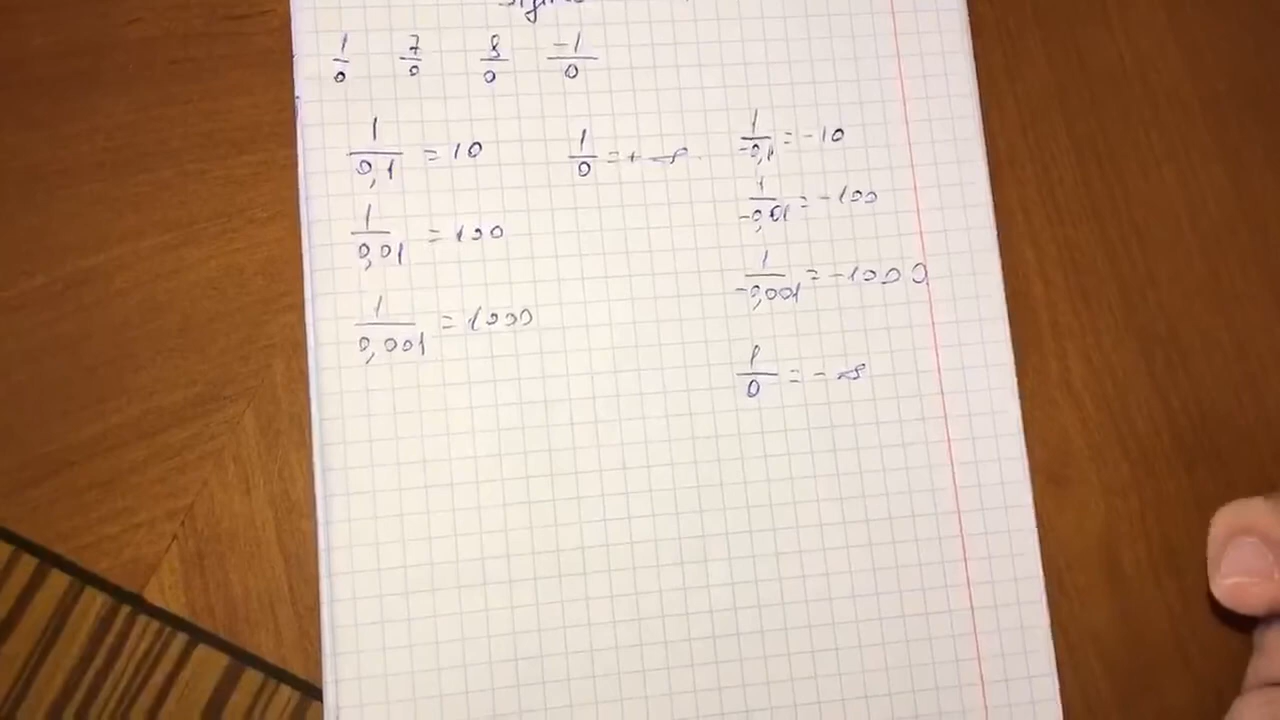 1/0 7/0 8/0 -1/0
1/0,1 = 10
1/0,01 = 100
1/0,001 = 1000
1/0 = + ∞
1/-0,1 = -10
1/-0,01 = -100
1/-0,001 = -1000
1/0 = - ∞